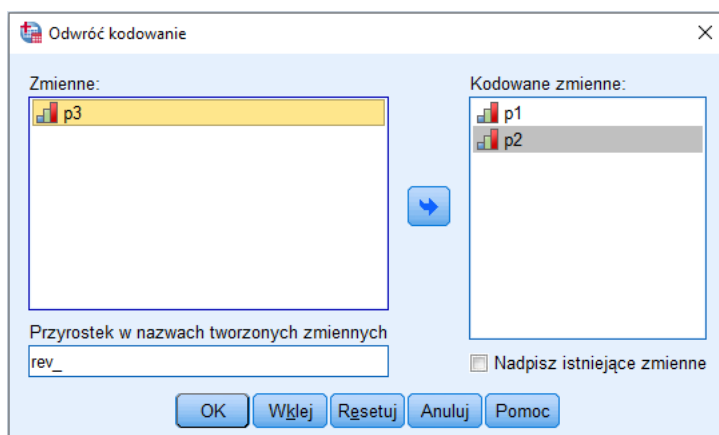 Odwróć kodowanie
Zmienne:
p3
Przyrostek w nazwach tworzonych zmiennych
rev_
Kodowane zmienne:
p1
p2
Nadpisz istniejące zmienne
OK
Wklej
Resetuj
Anuluj
Pomoc